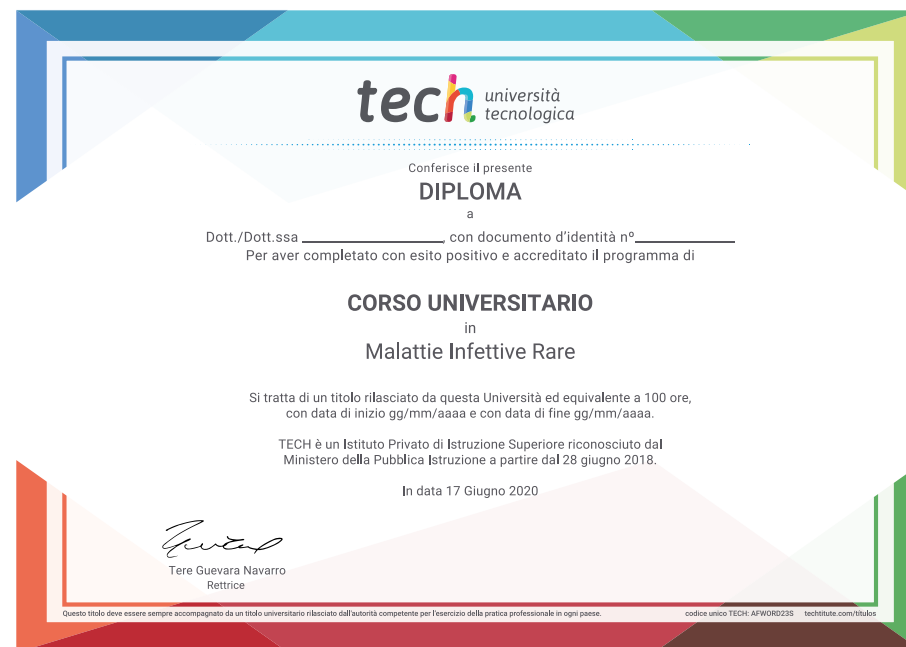 tech università
tecnologica
Conferisce il presente
DIPLOMA
a
Dott./Dott.ssa ____________________, con documento d'identità nº______________
Per aver completato con esito positivo e accreditato il programma di
CORSO UNIVERSITARIO
in
Malattie Infettive Rare
Si tratta di un titolo rilasciato da questa Università ed equivalente a 100 ore,
con data di inizio gg/mm/aaaa e con data di fine gg/mm/aaaa.
TECH è un Istituto Privato di Istruzione Superiore riconosciuto dal
Ministero della Pubblica Istruzione a partire dal 28 giugno 2018.
In data 17 Giugno 2020
Tere Guevara Navarro
Rettrice
Questo titolo deve essere sempre accompagnato da un titolo universitario rilasciato dall'autorità competente per l'esercizio della pratica professionale in ogni paese. codice unico TECH: AFWORD23S techtitute.com/títulos